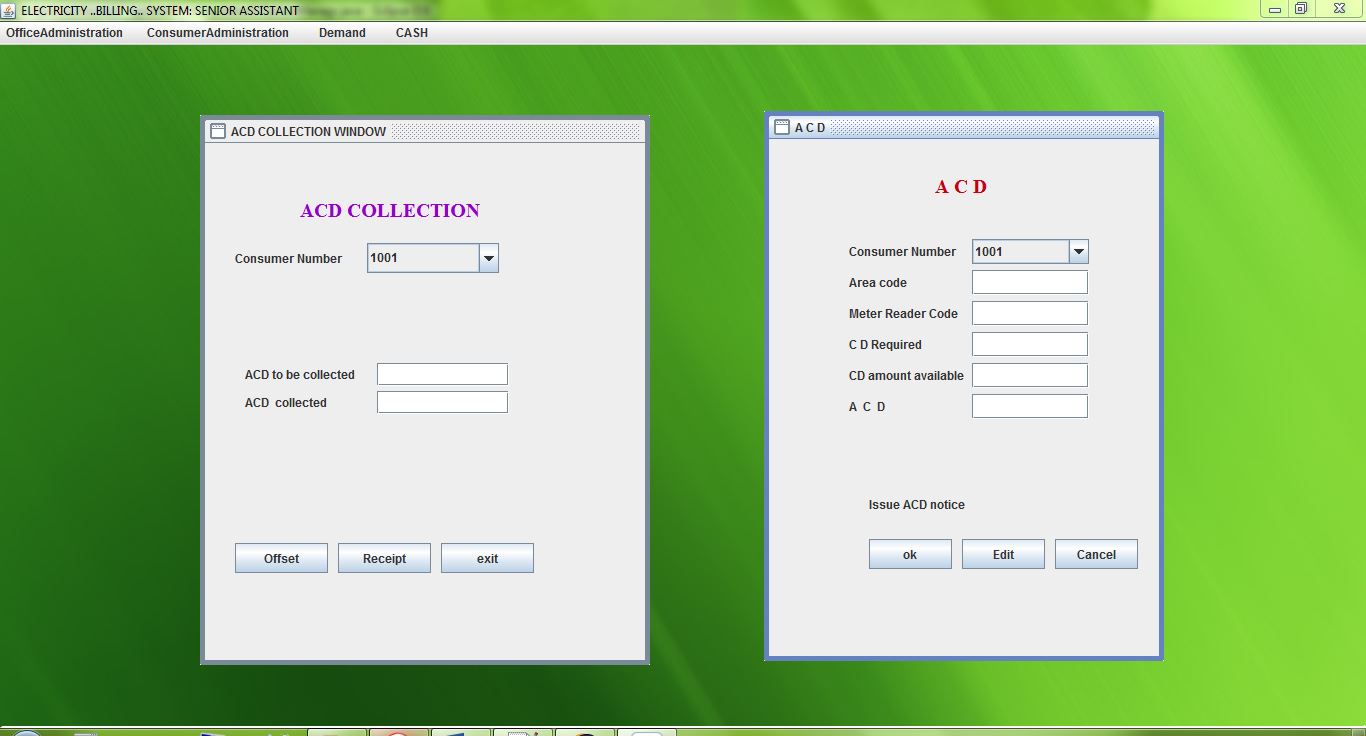 ELECTRICITY ..BILLING.. SYSTEM: SENIOR ASSISTANT
OfficeAdministration ConsumerAdministration Demand CASH
ACD COLLECTION WINDOW
ACD COLLECTION
Consumer Number 1001
ACD to be collected
ACD collected
Offset Receipt exit
A C D
A C D
Consumer Number 1001
Area code
Meter Reader Code
C D Required
CD amount available
A C D
Issue ACD notice
ok Edit Cancel